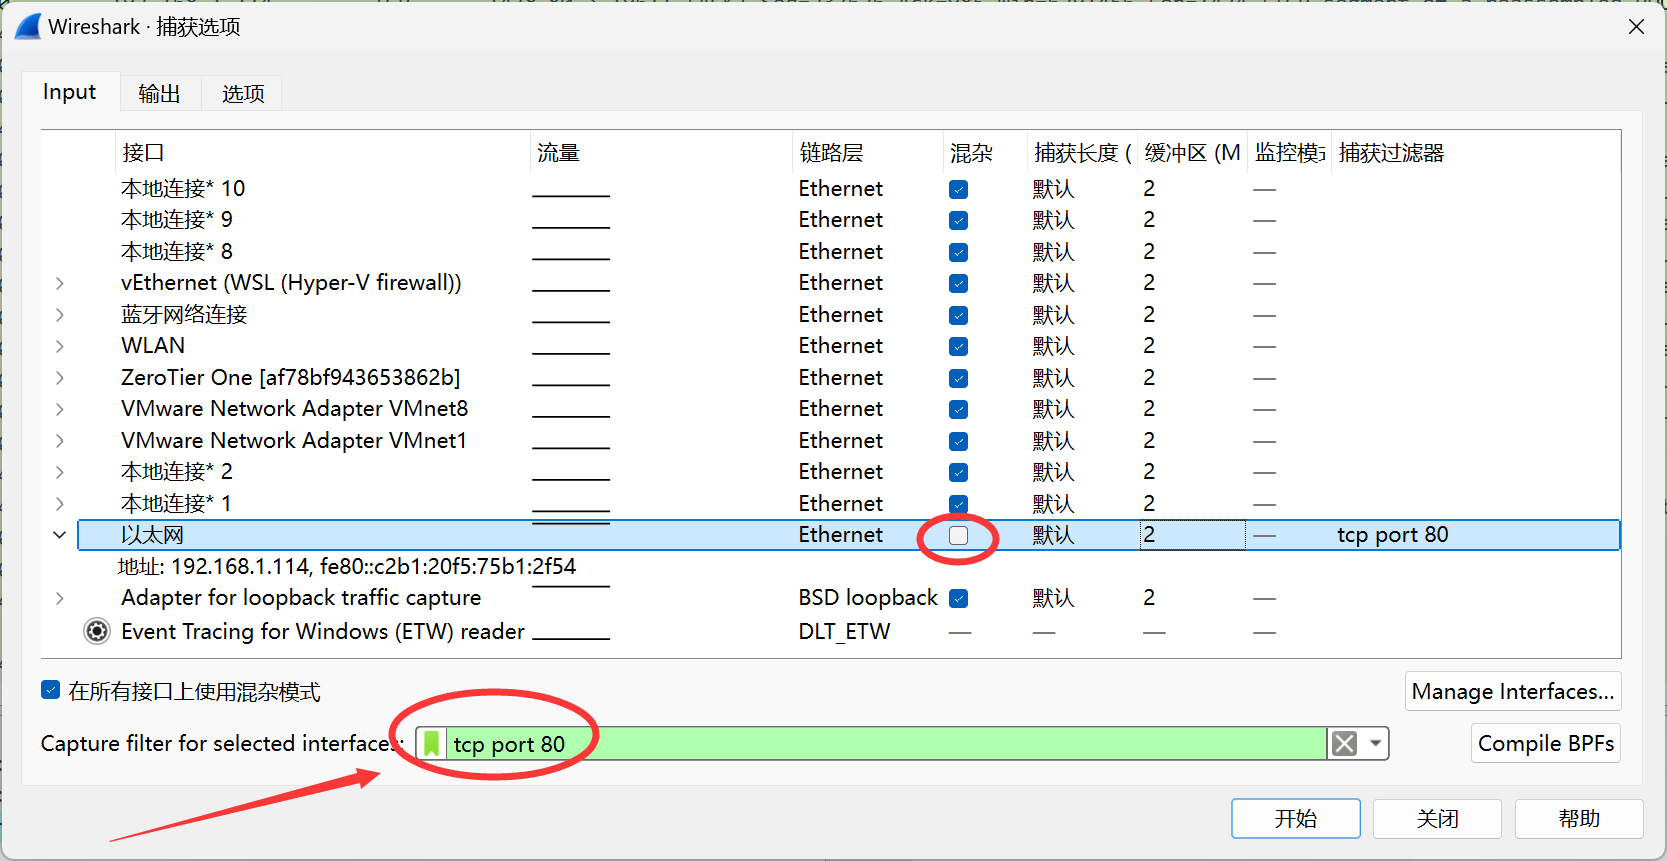 Wireshark · 捕获选项
Input 输出 选项
接口 流量 链路层 混杂 捕获长度 ( 缓冲区 (M 监控模式 捕获过滤器
本地连接* 10 Ethernet 默认 2 —
本地连接* 9 Ethernet 默认 2 —
本地连接* 8 Ethernet 默认 2 —
vEthernet (WSL (Hyper-V firewall)) Ethernet 默认 2 —
蓝牙网络连接 Ethernet 默认 2 —
WLAN Ethernet 默认 2 —
ZeroTier One [af78bf943653862b] Ethernet 默认 2 —
VMware Network Adapter VMnet8 Ethernet 默认 2 —
VMware Network Adapter VMnet1 Ethernet 默认 2 —
本地连接* 2 Ethernet 默认 2 —
本地连接* 1 Ethernet 默认 2 —
以太网 Ethernet 默认 2 — tcp port 80
地址: 192.168.1.114, fe80::c2b1:20f5:75b1:2f54
Adapter for loopback traffic capture BSD loopback 默认 2 —
Event Tracing for Windows (ETW) reader DLT_ETW — — — —
在所有接口上使用混杂模式 Manage Interfaces...
Capture filter for selected interfaces: tcp port 80 Compile BPFs
开始 关闭 帮助